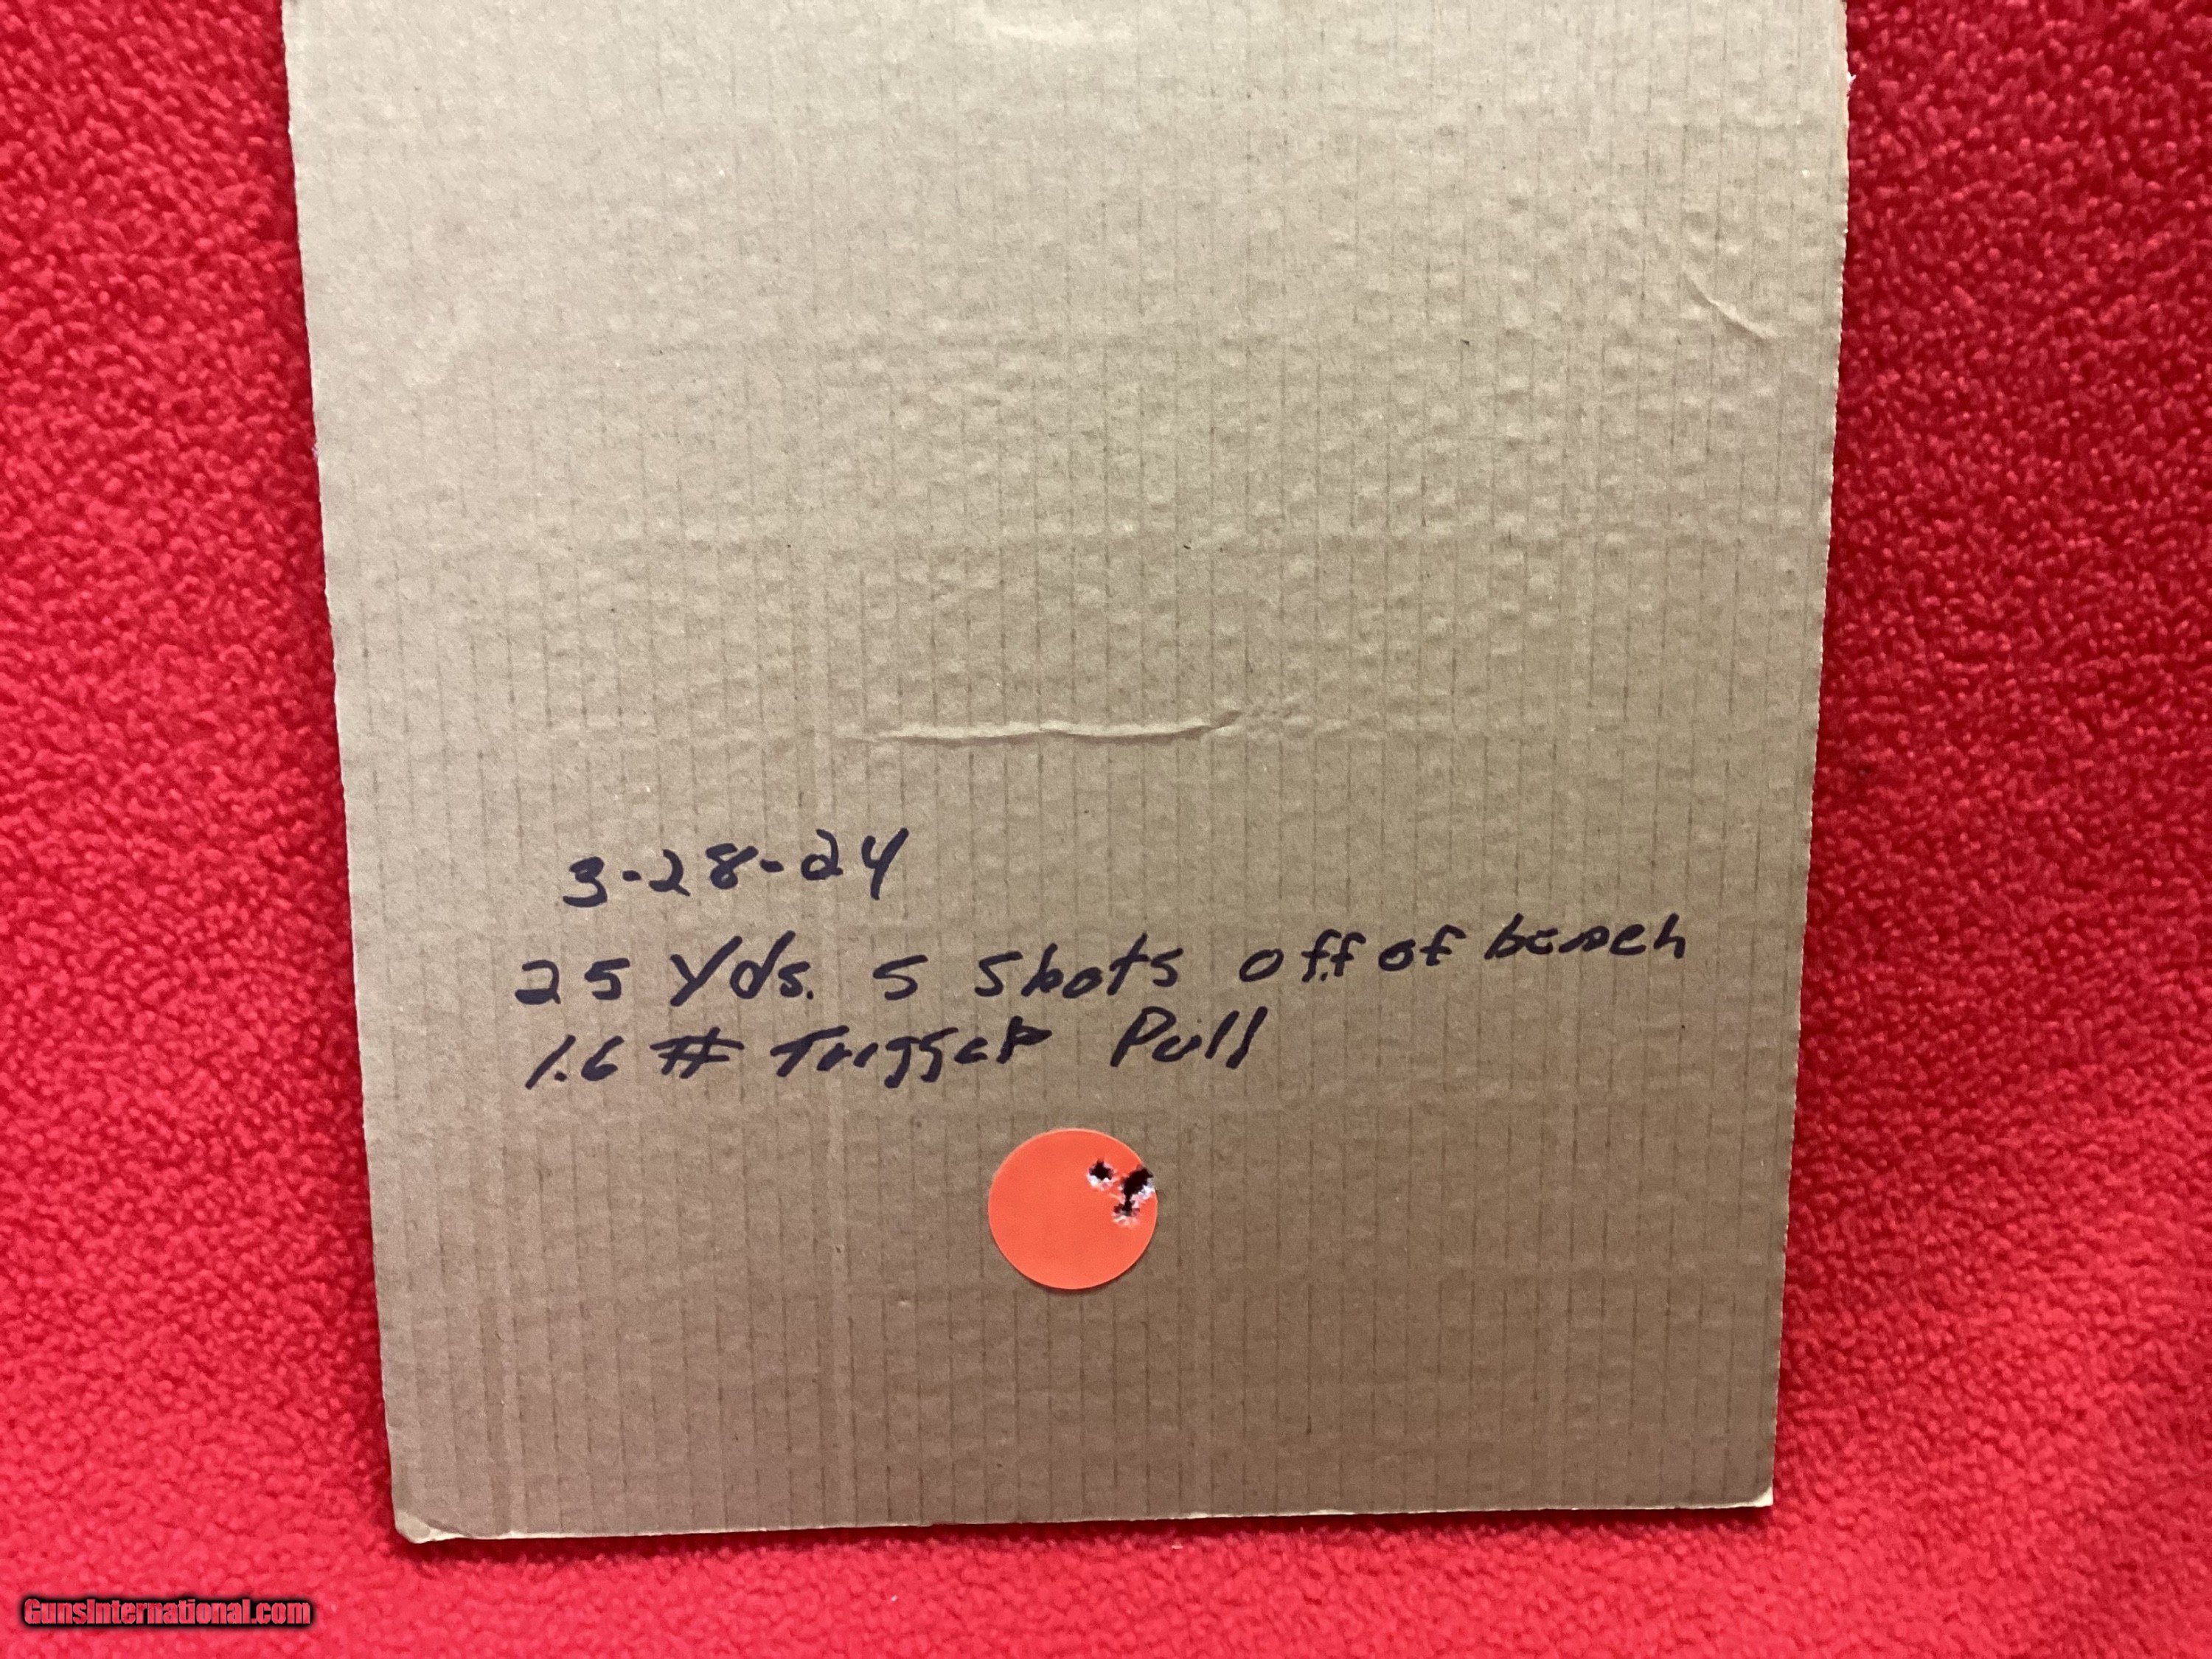 3-28-24
25 Yds. 5 Shots off of bench
1.6 # Trigger Pull
GunsInternational.com